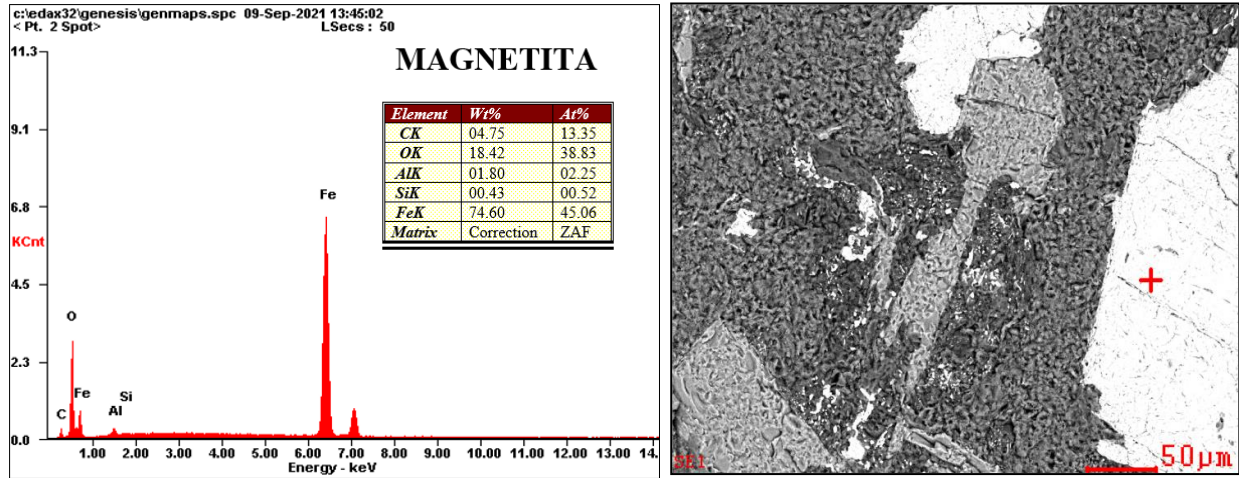 c:\edax32\genesis\genmaps.spc 09-Sep-2021 13:45:02
< Pt. 2 Spot> LSecs : 50
11.3
MAGNETITA
Element Wt% At%
CK 04.75 13.35
OK 18.42 38.83
AlK 01.80 02.25
SiK 00.43 00.52
FeK 74.60 45.06
Matrix Correction ZAF
9.1
6.8
KCnt
4.5
2.3
0.0
Fe
O
Fe
Si
C
Al
1.00 2.00 3.00 4.00 5.00 6.00 7.00 8.00 9.00 10.00 11.00 12.00 13.00 14.
Energy - keV
SEI
50µm